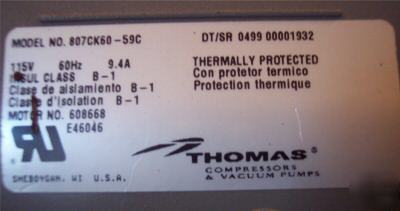 MODEL NO. 807CK60-59C DT/SR 0499 00001932
115V 60Hz 9.4A THERMALLY PROTECTED
INSUL CLASS B-1 Con protetor termico
Clase de aislamiento B-1 Protection thermique
Classe d'isolation B-1
MOTOR NO. 608668
E46046
THOMAS
COMPRESSORS
& VACUUM PUMPS
SHEBOYGAN, WI U.S.A.